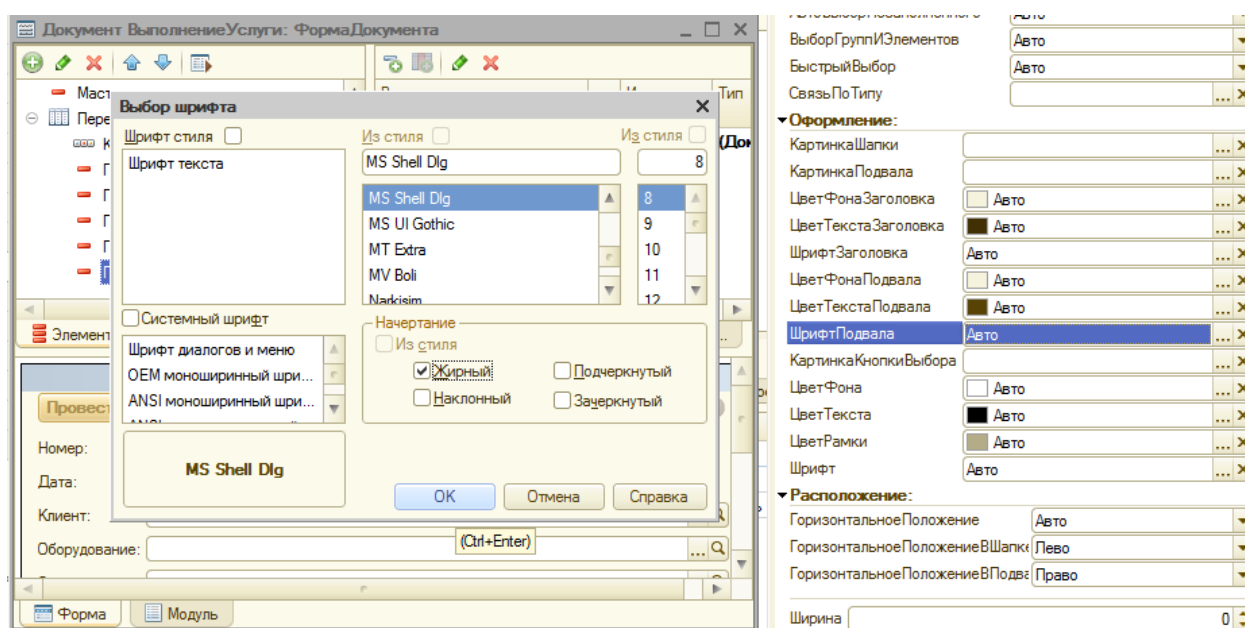 Документ ВыполнениеУслуги: ФормаДокумента
Маст
Тип
Пере
(Док
Выбор шрифта
Шрифт стиля
Из стиля
Из стиля
Шрифт текста
MS Shell Dlg
8
MS Shell Dlg
8
MS UI Gothic
9
MT Extra
10
MV Boli
11
Narkisim
12
Системный шрифт
Шрифт диалогов и меню
OEM моноширинный шри...
ANSI моноширинный шри...
Начертание
Из стиля
Жирный
Подчеркнутый
Наклонный
Зачеркнутый
MS Shell Dlg
OK
Отмена
Справка
(Ctrl+Enter)
Элемент
Провест
Номер:
Дата:
Клиент:
Оборудование:
Форма
Модуль
Авто
ВыборГруппИЭлементов
Авто
БыстрыйВыбор
Авто
СвязьПоТипу
Оформление:
КартинкаШапки
КартинкаПодвала
ЦветФонаЗаголовка
Авто
ЦветТекстаЗаголовка
Авто
ШрифтЗаголовка
Авто
ЦветФонаПодвала
Авто
ЦветТекстаПодвала
Авто
ШрифтПодвала
Авто
КартинкаКнопкиВыбора
ЦветФона
Авто
ЦветТекста
Авто
ЦветРамки
Авто
Шрифт
Авто
Расположение:
ГоризонтальноеПоложение
Авто
ГоризонтальноеПоложениеВШапке
Лево
ГоризонтальноеПоложениеВПодва
Право
Ширина
0